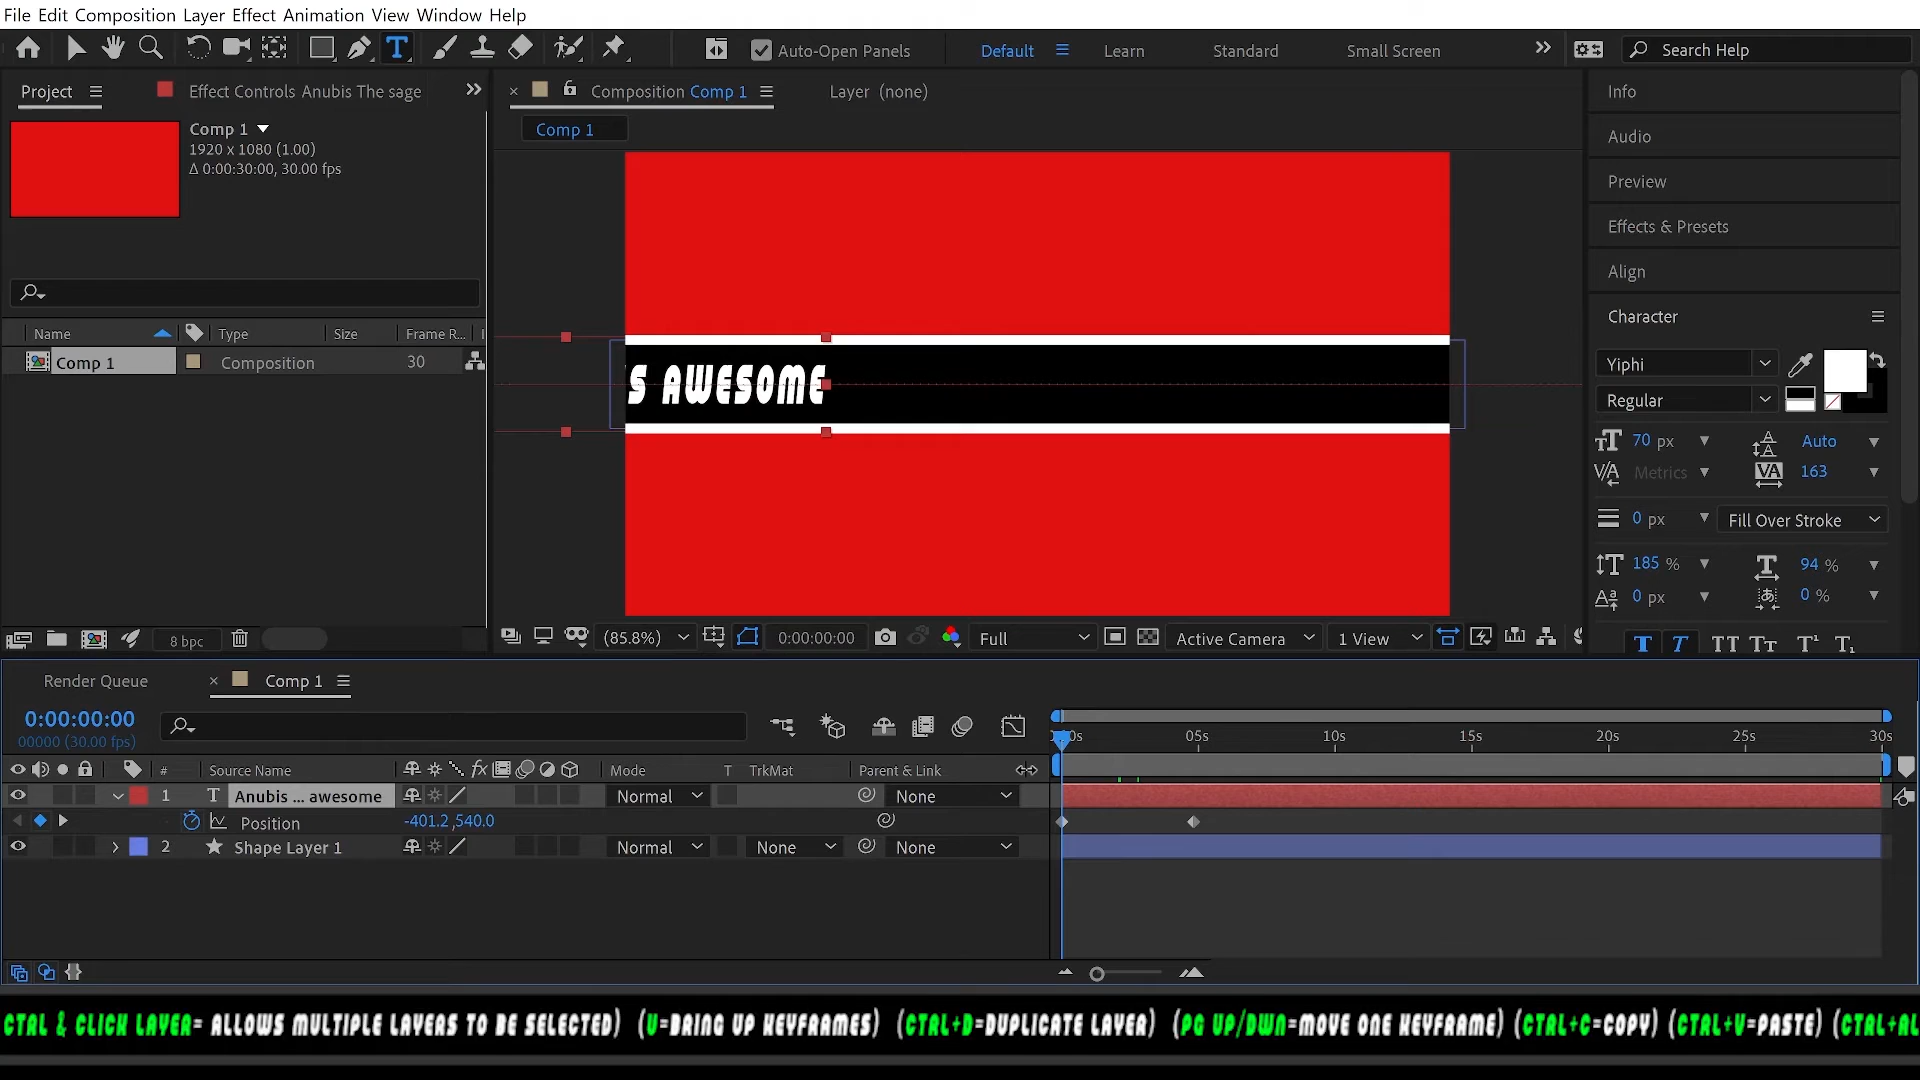 File Edit Composition Layer Effect Animation View Window Help
Auto-Open Panels Default Learn Standard Small Screen Search Help
Project Effect Controls Anubis The sage
Composition Comp 1 Layer (none)
Comp 1
Comp 1
1920 x 1080 (1.00)
Δ 0:00:30:00, 30.00 fps
Name Type Size Frame R...
Comp 1 Composition 30
8 bpc
S AWESOME
(85.8%) 0:00:00:00 Full Active Camera 1 View
Info
Audio
Preview
Effects & Presets
Align
Character
Yiphi
Regular
70 px Auto
Metrics 163
0 px Fill Over Stroke
185 % 94 %
0 px 0 %
T T TT Tт T¹ T₁
Render Queue Comp 1
0:00:00:00
00000 (30.00 fps)
05s 10s 15s 20s 25s 30s
# Source Name fx Mode T TrkMat Parent & Link
1 T Anubis ... awesome Normal None
Position -401.2,540.0
2 Shape Layer 1 Normal None None
CTRL & CLICK LAYER= ALLOWS MULTIPLE LAYERS TO BE SELECTED) (U=BRING UP KEYFRAMES) (CTRL+D=DUPLICATE LAYER) (PG UP/DWN=MOVE ONE KEYFRAME) (CTRL+C=COPY) (CTRL+V=PASTE) (CTRL+AL